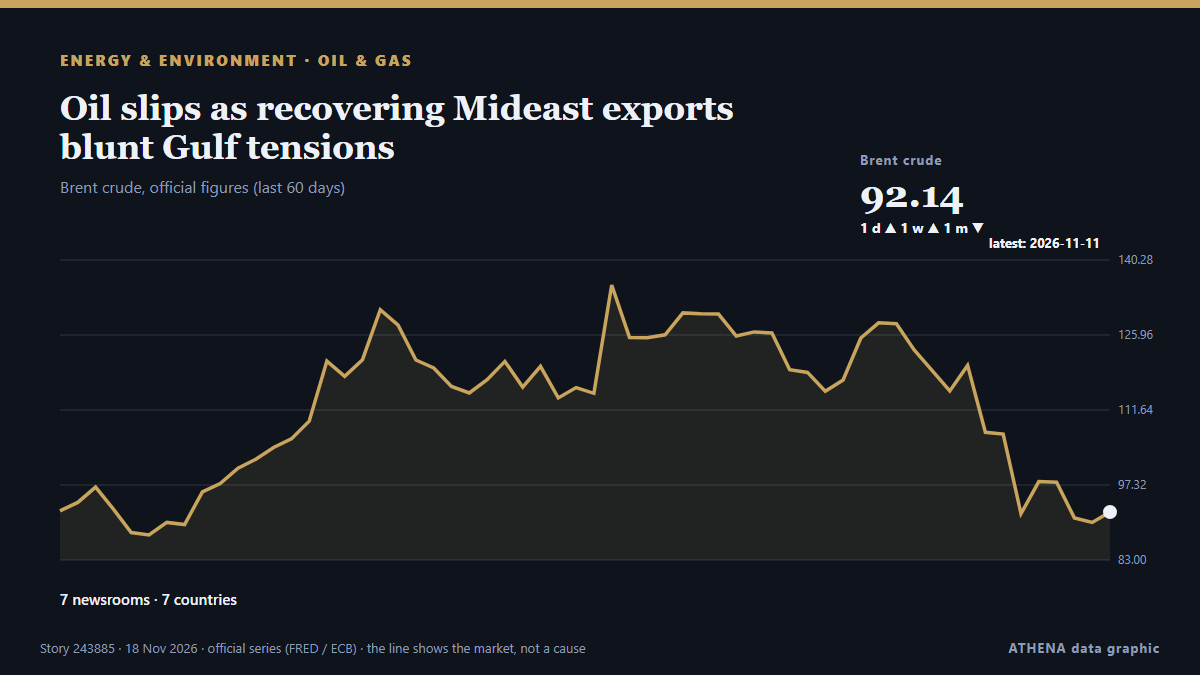 ENERGY & ENVIRONMENT · OIL & GAS
Oil slips as recovering Mideast exports
blunt Gulf tensions
Brent crude, official figures (last 60 days)
Brent crude
92.14
1 d ▲ 1 w ▲ 1 m ▼
latest: 2026-11-11
140.28
125.96
111.64
97.32
83.00
7 newsrooms · 7 countries
Story 243885 · 18 Nov 2026 · official series (FRED / ECB) · the line shows the market, not a cause
ATHENA data graphic